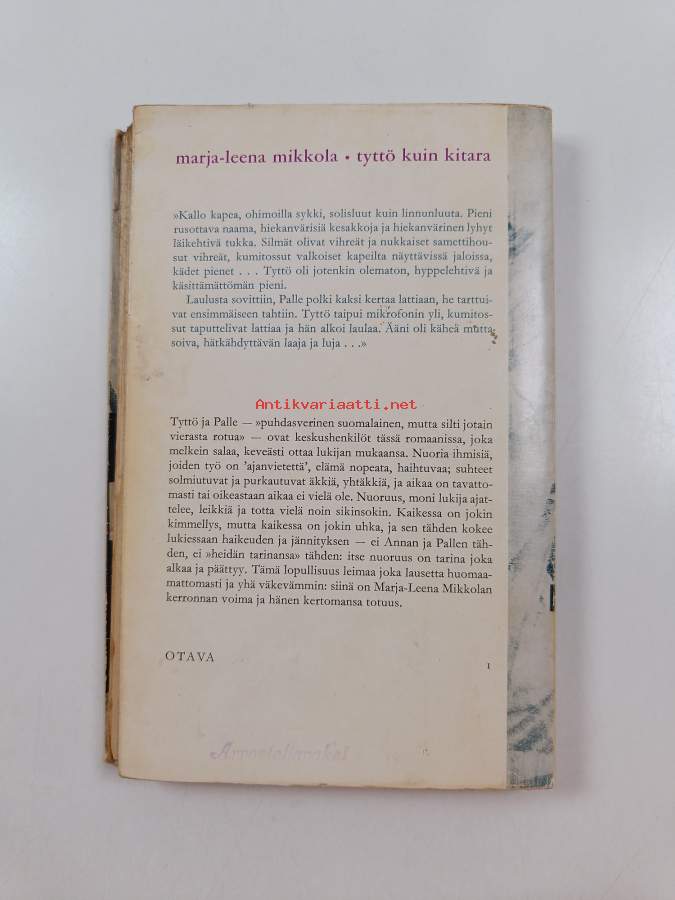 marja-leena mikkola • tyttö kuin kitara
»Kallo kapea, ohimoilla sykki, solisluut kuin linnunluuta. Pieni
rusottava naama, hiekanvärisiä kesakkoja ja hiekanvärinen lyhyt
läikehtivä tukka. Silmät olivat vihreät ja nukkaiset samettihou-
sut vihreät, kumitossut valkoiset kapeilta näyttävissä jaloissa,
kädet pienet . . . Tyttö oli jotenkin olematon, hyppelehtivä ja
käsittämättömän pieni.
Laulusta sovittiin, Palle polki kaksi kertaa lattiaan, he tarttui-
vat ensimmäiseen tahtiin. Tyttö taipui mikrofonin yli, kumitos-
sut taputtelivat lattiaa ja hän alkoi laulaa. Ääni oli käheä mutta
soiva, hätkähdyttävän laaja ja luja . . .»
Antikvariaatti.net
Tyttö ja Palle — »puhdasverinen suomalainen, mutta silti jotain
vierasta rotua» — ovat keskushenkilöt tässä romaanissa, joka
melkein salaa, keveästi ottaa lukijan mukaansa. Nuoria ihmisiä,
joiden työ on 'ajanvietettä', elämä nopeata, haihtuvaa; suhteet
solmiutuvat ja purkautuvat äkkiä, yhtäkkiä, ja aikaa on tavatto-
masti tai oikeastaan aikaa ei vielä ole. Nuoruus, moni lukija ajat-
telee, leikkiä ja totta vielä noin sikinsokin. Kaikessa on jokin
kimmellys, mutta kaikessa on jokin uhka, ja sen tähden kokee
lukiessaan haikeuden ja jännityksen — ei Annan ja Pallen täh-
den, ei »heidän tarinansa» tähden: itse nuoruus on tarina joka
alkaa ja päättyy. Tämä lopullisuus leimaa joka lausetta huomaa-
mattomasti ja yhä väkevämmin: siinä on Marja-Leena Mikkolan
kerronnan voima ja hänen kertomansa totuus.
OTAVA
1